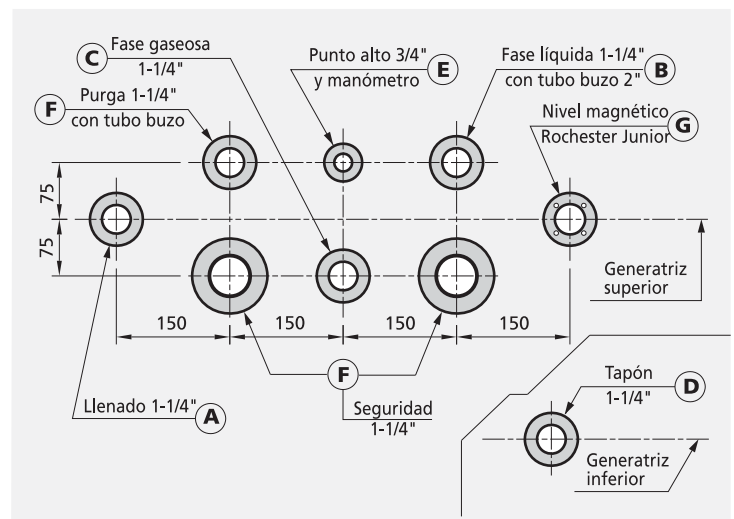 Fase gaseosa
1-1/4"
C
Punto alto 3/4"
y manómetro
E
Fase líquida 1-1/4"
con tubo buzo 2"
B
F
Purga 1-1/4"
con tubo buzo
Nivel magnético
Rochester Junior
G
75
75
Generatriz
superior
150
150
150
150
F
Seguridad
1-1/4"
Llenado 1-1/4"
A
Tapón
1-1/4"
D
Generatriz
inferior